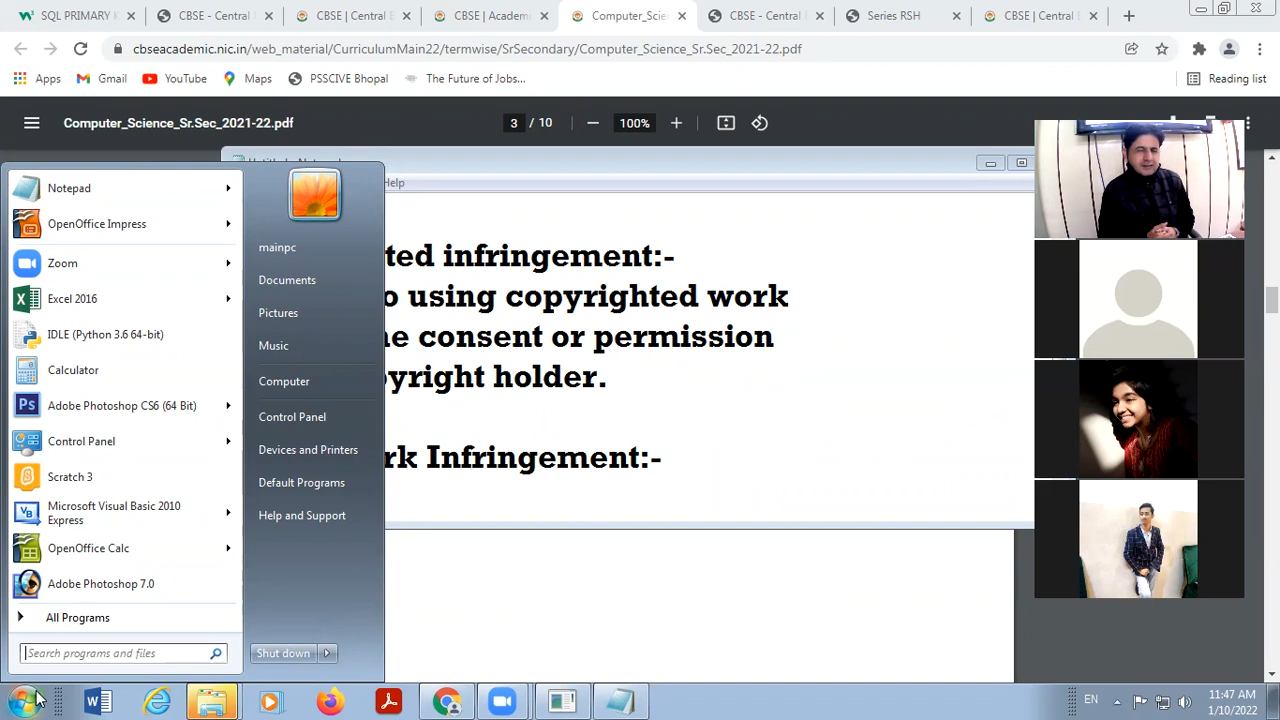 SQL PRIMARY K
CBSE - Central
CBSE | Central E
CBSE | Academ
Computer_Scie
CBSE - Central
Series RSH
CBSE | Central E
cbseacademic.nic.in/web_material/CurriculumMain22/termwise/SrSecondary/Computer_Science_Sr.Sec_2021-22.pdf
Apps
Gmail
YouTube
Maps
PSSCIVE Bhopal
The Future of Jobs...
Reading list
Computer_Science_Sr.Sec_2021-22.pdf
3 / 10
100%
Help
ted infringement:-
o using copyrighted work
he consent or permission
pyright holder.
rk Infringement:-
Notepad
OpenOffice Impress
Zoom
Excel 2016
IDLE (Python 3.6 64-bit)
Calculator
Adobe Photoshop CS6 (64 Bit)
Control Panel
Scratch 3
Microsoft Visual Basic 2010
Express
OpenOffice Calc
Adobe Photoshop 7.0
All Programs
Search programs and files
mainpc
Documents
Pictures
Music
Computer
Control Panel
Devices and Printers
Default Programs
Help and Support
Shut down
EN
11:47 AM
1/10/2022